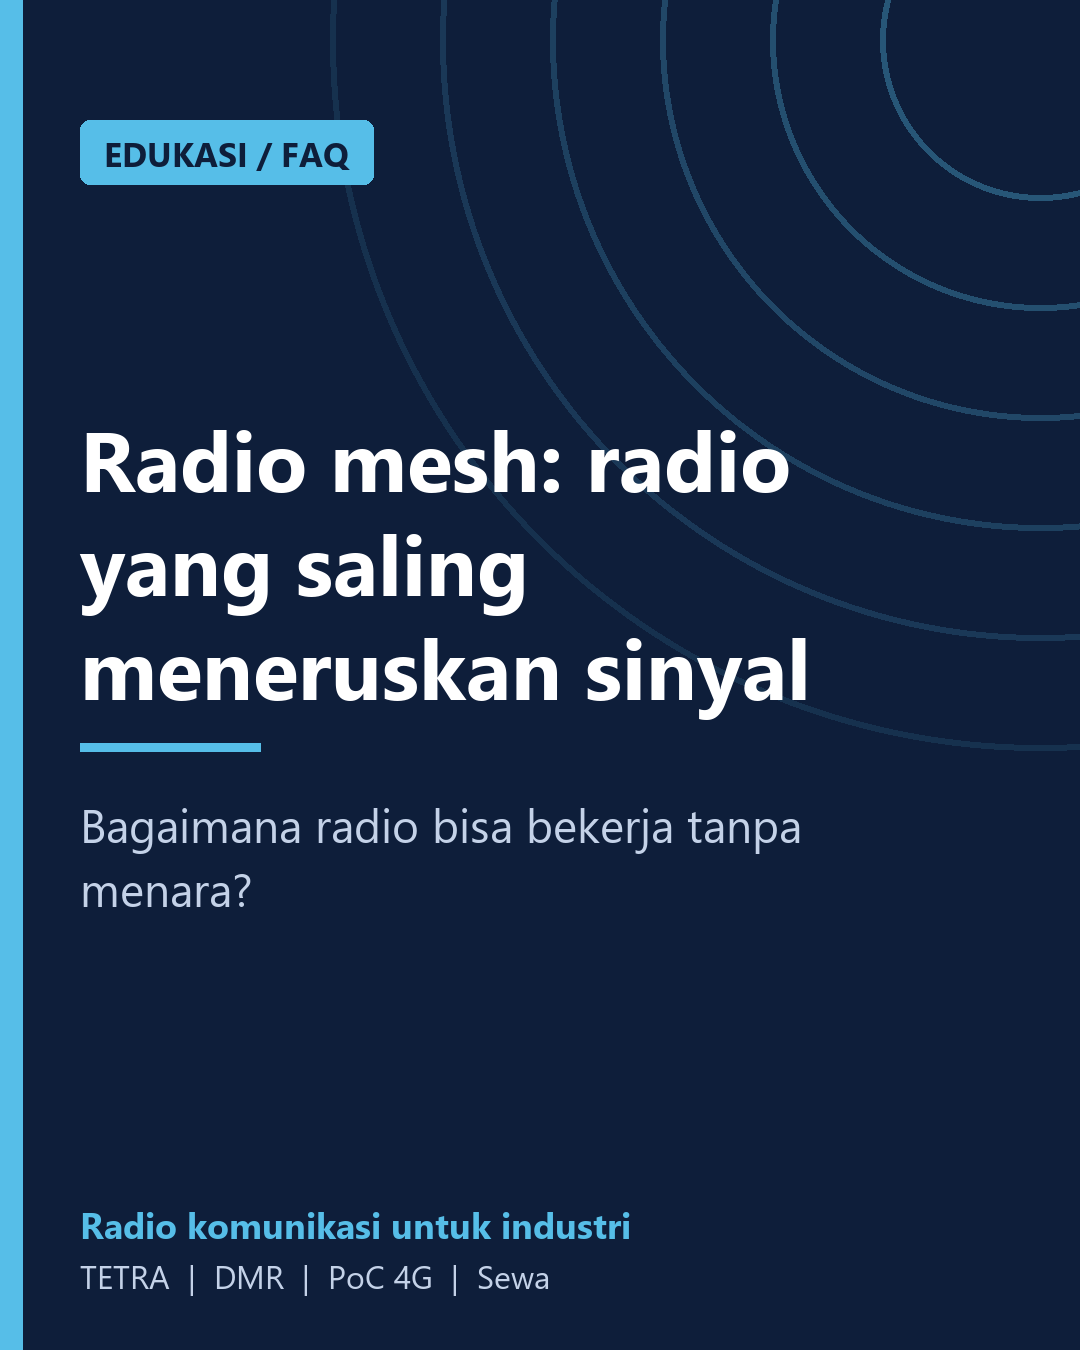 EDUKASI / FAQ
Radio mesh: radio
yang saling
meneruskan sinyal
Bagaimana radio bisa bekerja tanpa
menara?
Radio komunikasi untuk industri
TETRA | DMR | PoC 4G | Sewa